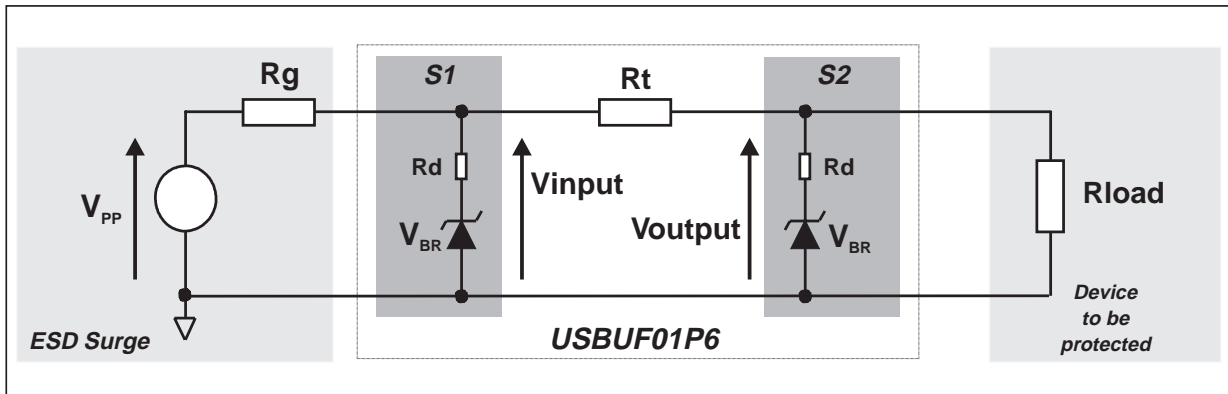 S1
S2
Rg
Rt
Rd
Rd
Vinput
Voutput
Rload
VPP
VBR
VBR
ESD Surge
USBUF01P6
Device
to be
protected